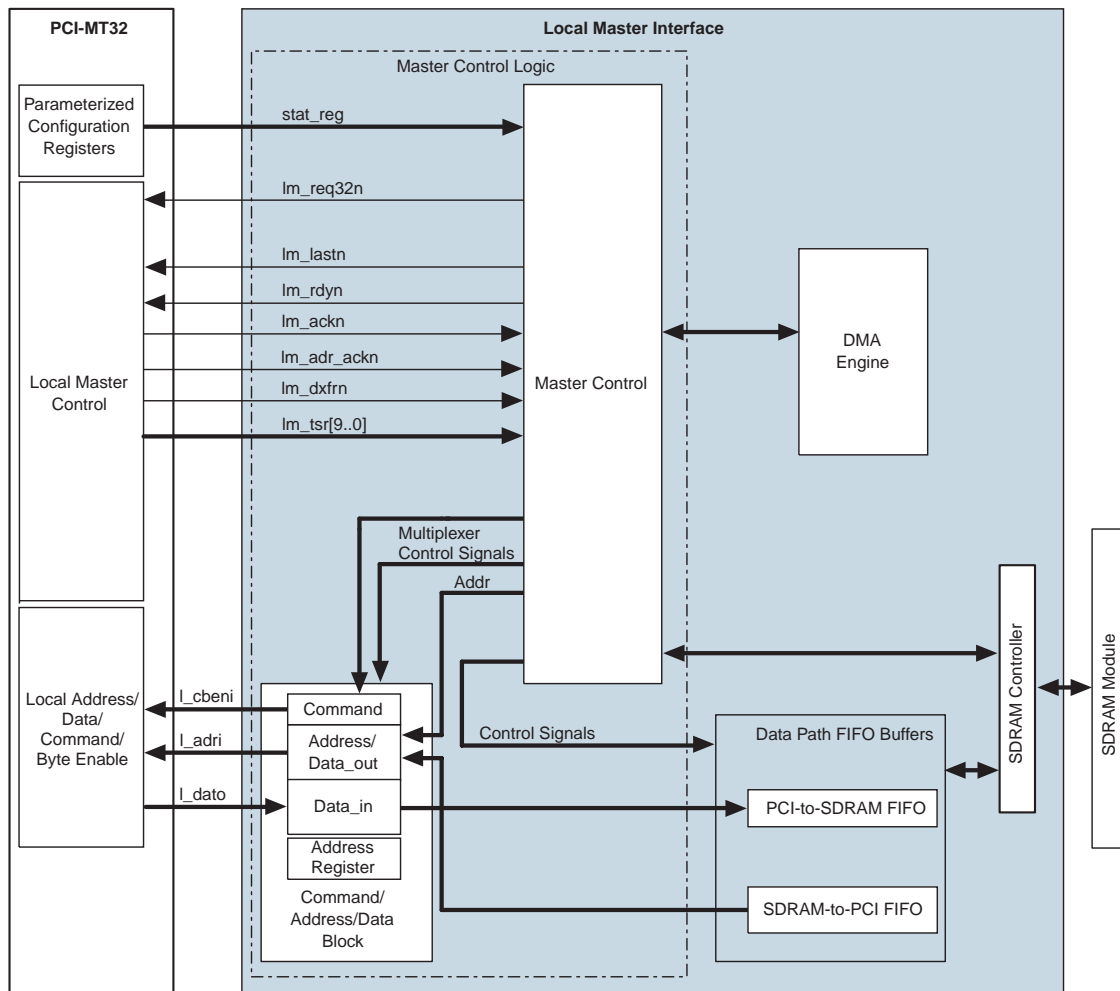 PCI-MT32
Local Master Interface
Master Control Logic
Parameterized
Configuration
Registers
stat_reg
lm_req32n
lm_lastn
lm_rdyn
lm_ackn
lm_adr_ackn
lm_dxfrn
lm_tsr[9..0]
Local Master
Control
Master Control
DMA
Engine
Multiplexer
Control Signals
Addr
Local Address/
Data/
Command/
Byte Enable
l_cbeni
l_adri
l_dato
Command
Address/
Data_out
Data_in
Address
Register
Command/
Address/Data
Block
Control Signals
Data Path FIFO Buffers
PCI-to-SDRAM FIFO
SDRAM-to-PCI FIFO
SDRAM Controller
SDRAM Module